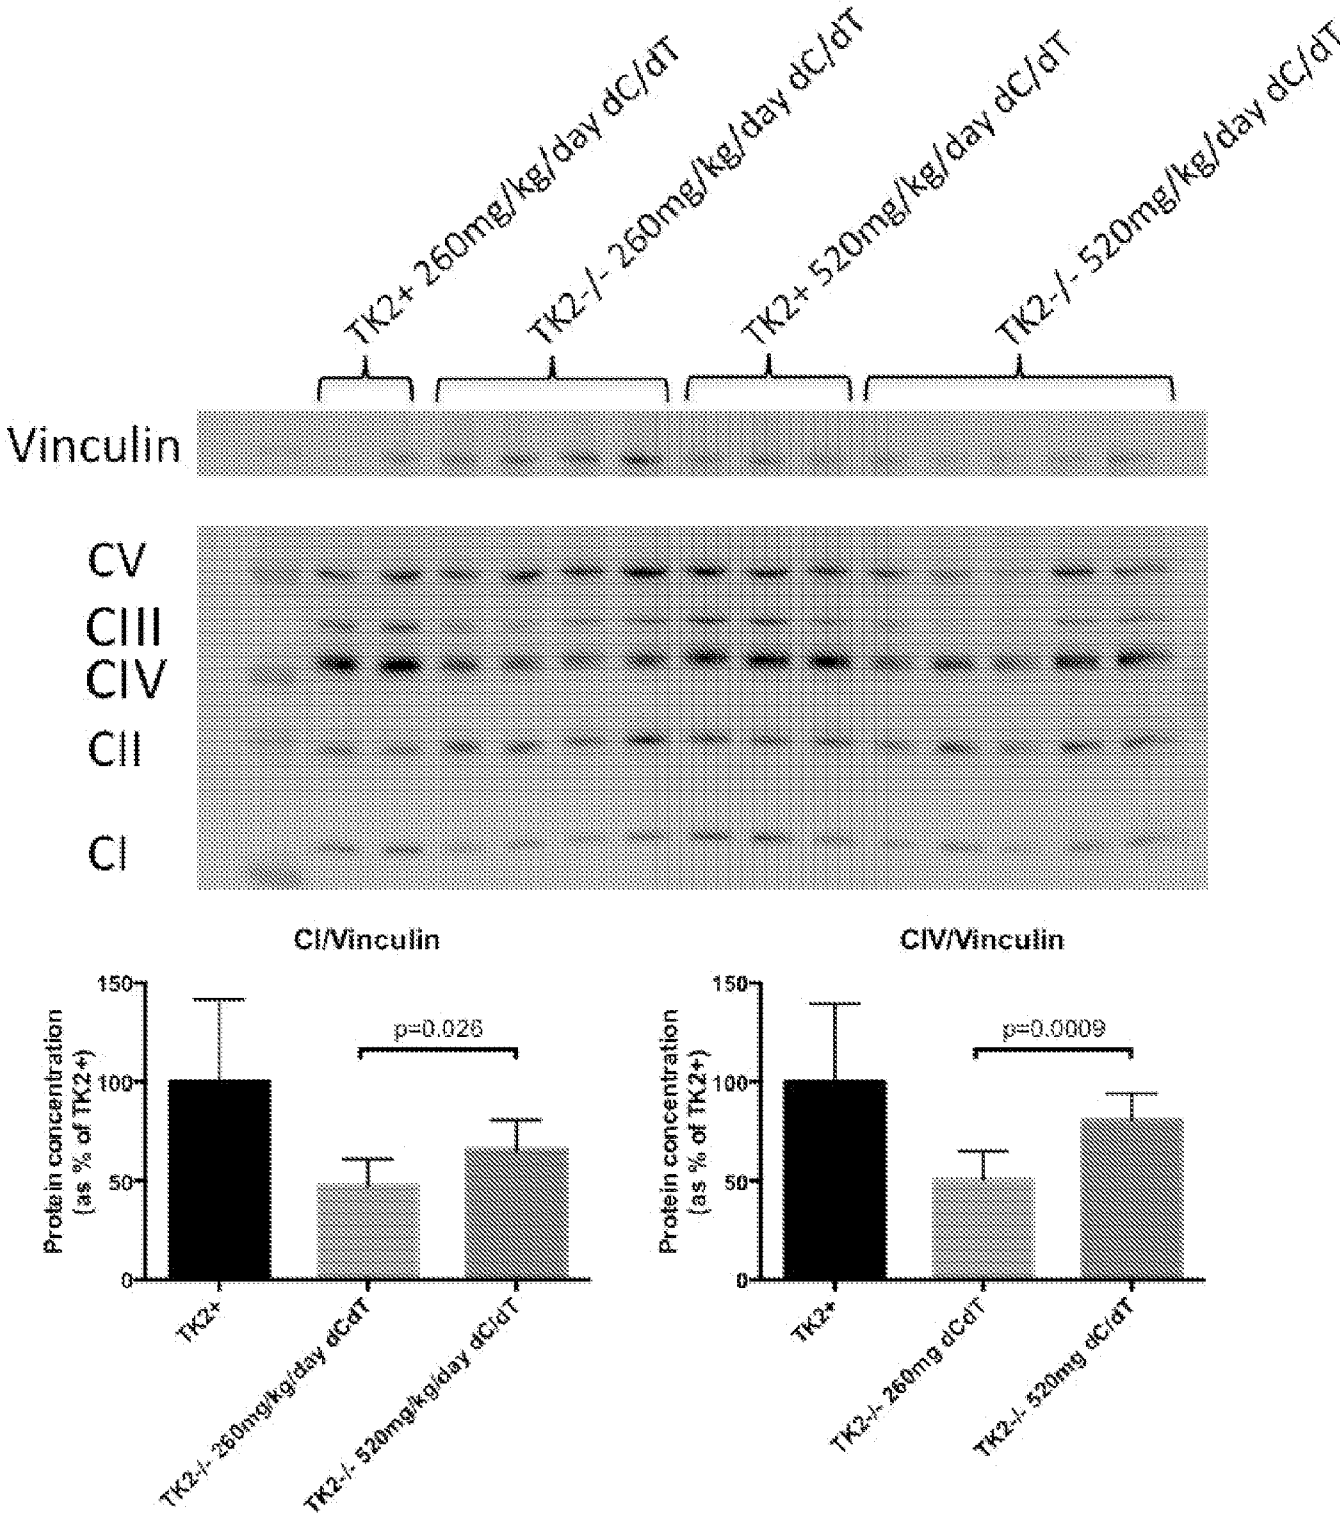 TK2+ 260mg/kg/day dC/dT
TK2-/- 260mg/kg/day dC/dT
TK2+ 520mg/kg/day dC/dT
TK2-/- 520mg/kg/day dC/dT
Vinculin
CV
CIII
CIV
CII
CI
CI/Vinculin
Protein concentration
(as % of TK2+)
150
100
50
0
p=0.026
TK2+
TK2-/- 260mg/kg/day dCdT
TK2-/- 520mg/kg/day dC/dT
CIV/Vinculin
Protein concentration
(as % of TK2+)
150
100
50
0
p=0.0009
TK2+
TK2-/- 260mg dCdT
TK2-/- 520mg dC/dT